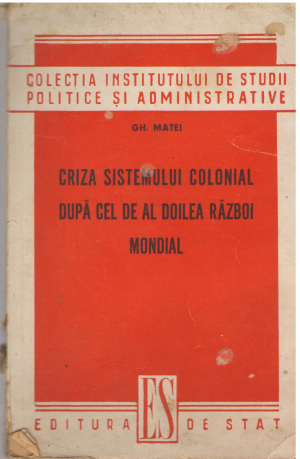 COLECTIA INSTITUTULUI DE STUDII
POLITICE ȘI ADMINISTRATIVE
GH. MATEI
CRIZA SISTEMULUI COLONIAL
DUPĂ CEL DE AL DOILEA RĂZBOI
MONDIAL
EDITURA ES DE STAT